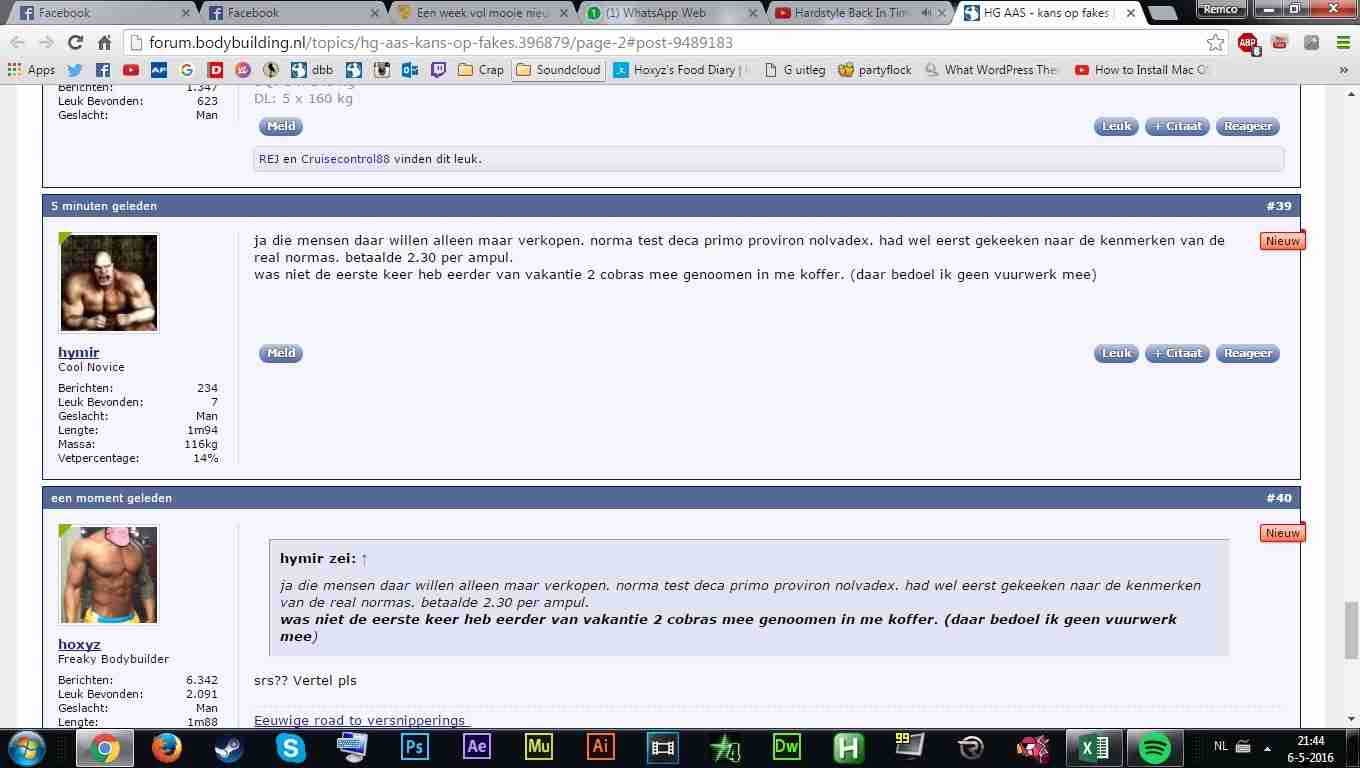 Facebook
Facebook
Een week vol mooie nieu
(1) WhatsApp Web
Hardstyle Back In Tim
HG AAS - kans op fakes |
Remco
forum.bodybuilding.nl/topics/hg-aas-kans-op-fakes.396879/page-2#post-9489183
ABP
8
Apps
dbb
Crap
Soundcloud
Hoxyz's Food Diary |
G uitleg
partyflock
What WordPress The
How to Install Mac O
»
Berichten: 1.347
Leuk Bevonden: 623
Geslacht: Man
DL: 5 x 160 kg
Meld
Leuk
+ Citaat
Reageer
REJ en Cruisecontrol88 vinden dit leuk.
5 minuten geleden
#39
Nieuw
ja die mensen daar willen alleen maar verkopen. norma test deca primo proviron nolvadex. had wel eerst gekeeken naar de kenmerken van de
real normas. betaalde 2.30 per ampul.
was niet de eerste keer heb eerder van vakantie 2 cobras mee genoomen in me koffer. (daar bedoel ik geen vuurwerk mee)
hymir
Cool Novice
Berichten: 234
Leuk Bevonden: 7
Geslacht: Man
Lengte: 1m94
Massa: 116kg
Vetpercentage: 14%
Meld
Leuk
+ Citaat
Reageer
een moment geleden
#40
Nieuw
hymir zei: ↑
ja die mensen daar willen alleen maar verkopen. norma test deca primo proviron nolvadex. had wel eerst gekeeken naar de kenmerken
van de real normas. betaalde 2.30 per ampul.
was niet de eerste keer heb eerder van vakantie 2 cobras mee genoomen in me koffer. (daar bedoel ik geen vuurwerk
mee)
hoxyz
Freaky Bodybuilder
Berichten: 6.342
Leuk Bevonden: 2.091
Geslacht: Man
Lengte: 1m88
srs?? Vertel pls
Eeuwige road to versnipperings
Ps
Ae
Mu
Ai
Dw
H
99
NL
21:44
6-5-2016